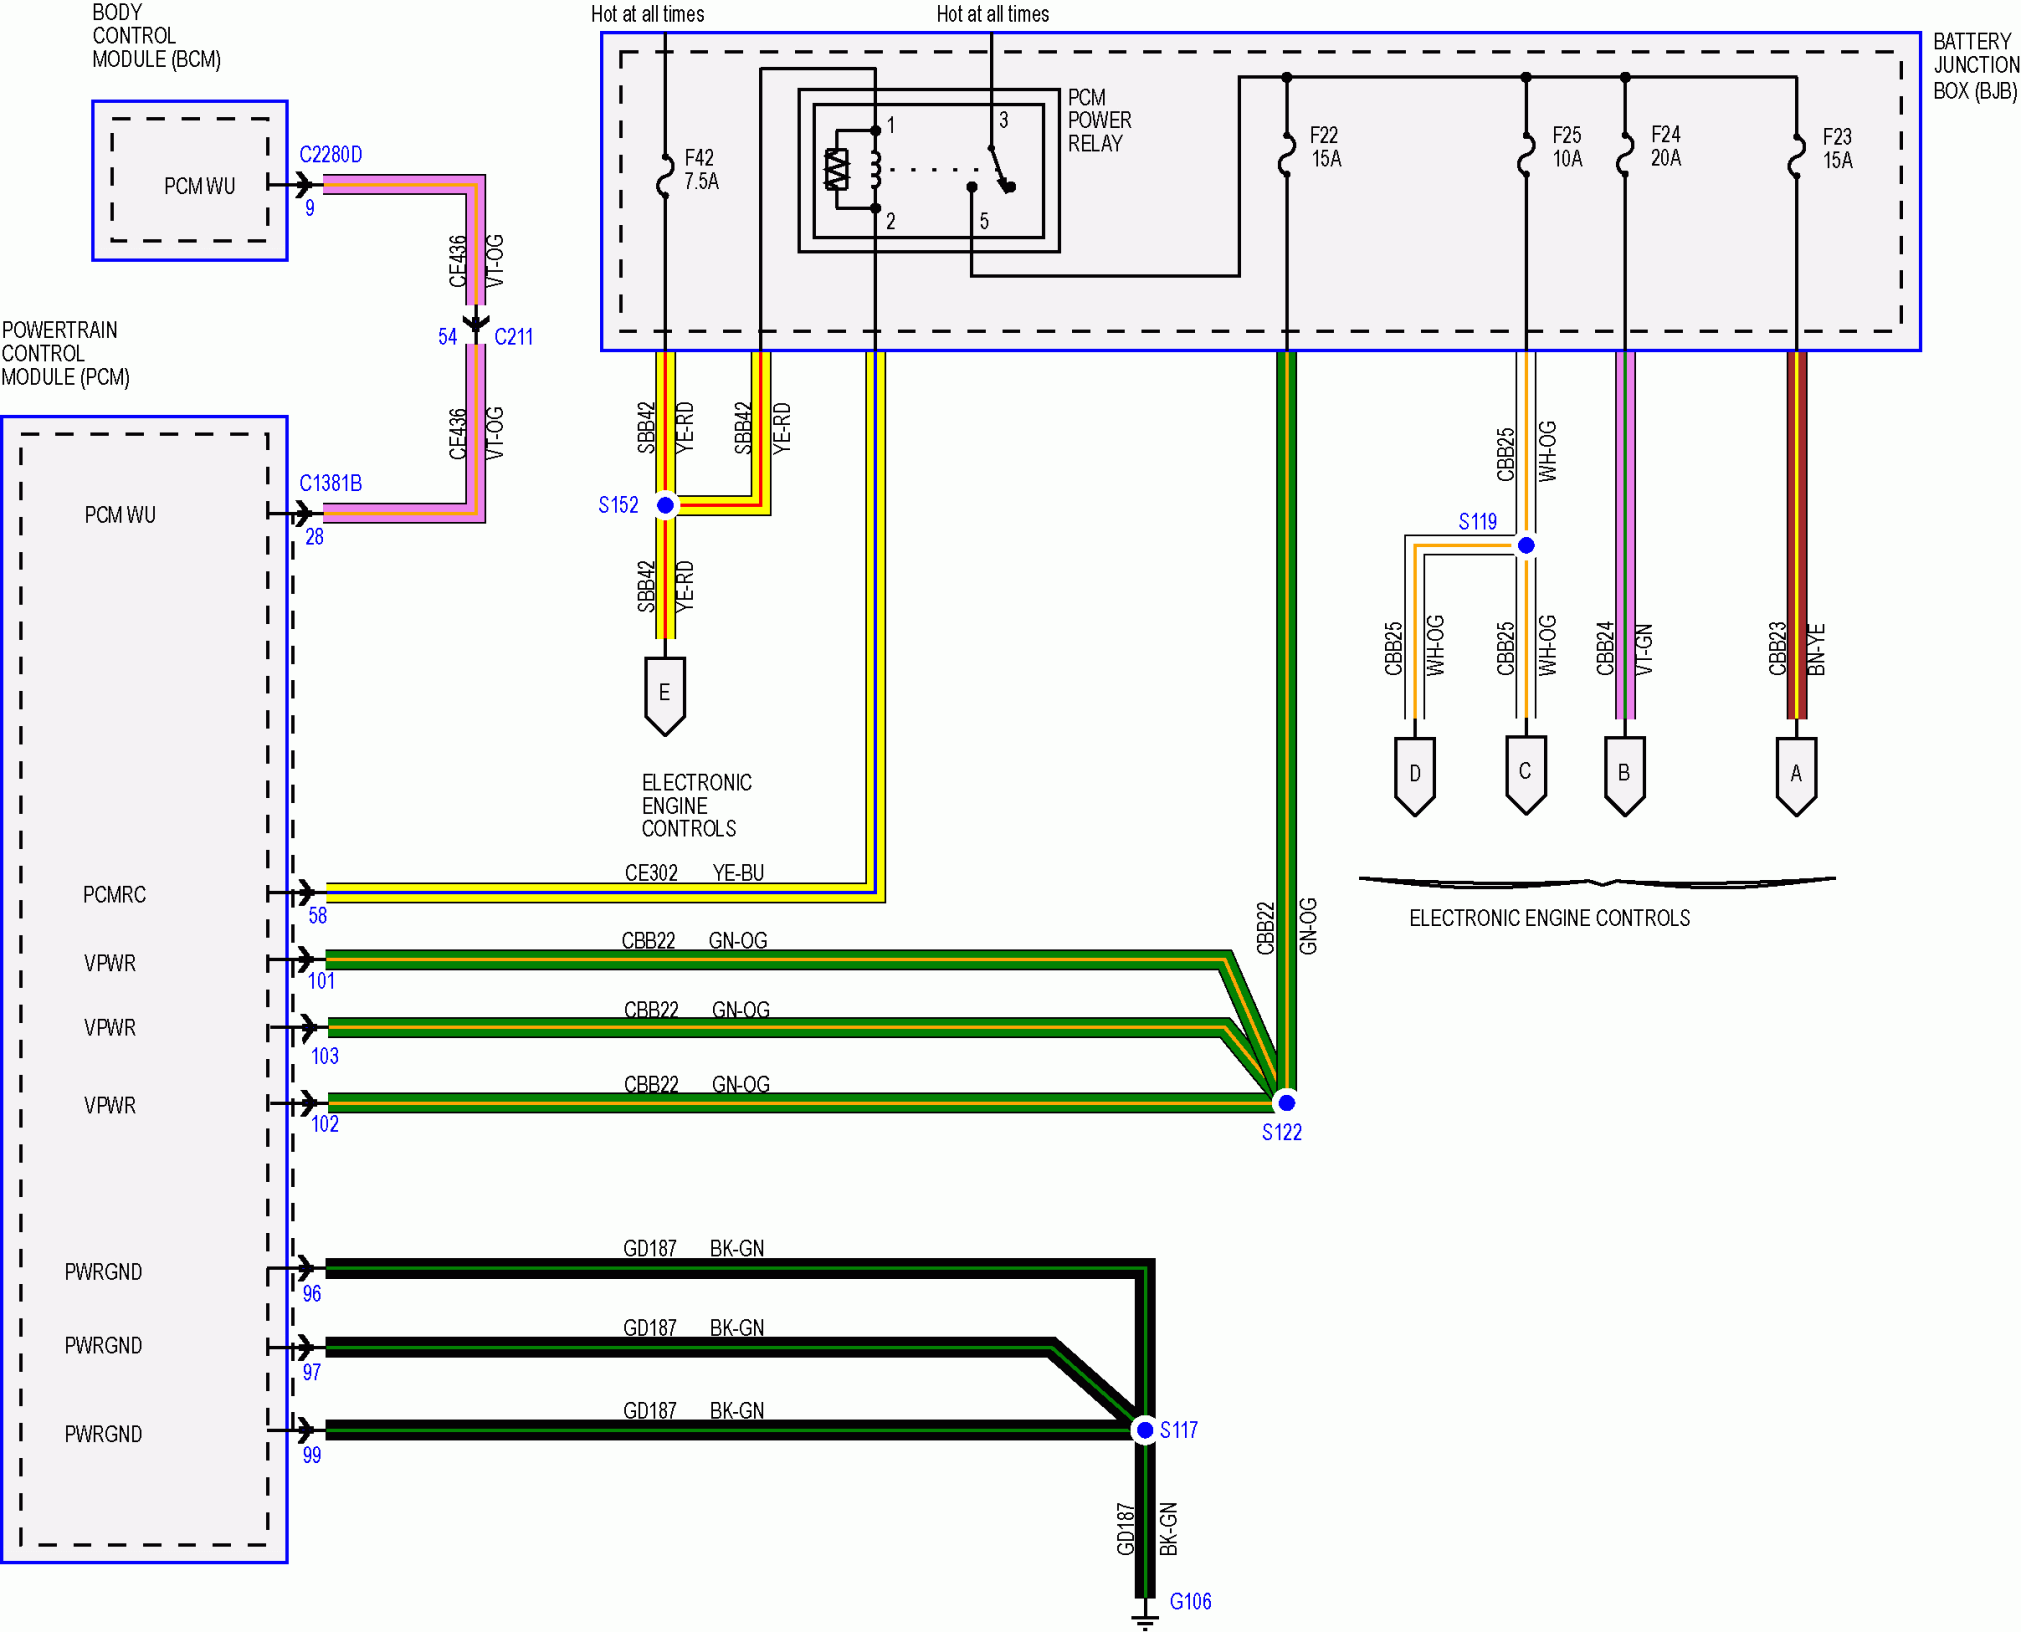 BODY
CONTROL
MODULE (BCM)
Hot at all times
Hot at all times
BATTERY
JUNCTION
BOX (BJB)
PCM WU
C2280D
9
F42
7.5A
1
2
3
5
PCM
POWER
RELAY
F22
15A
F25
10A
F24
20A
F23
15A
CE436
VT-OG
54
C211
CE436
VT-OG
POWERTRAIN
CONTROL
MODULE (PCM)
PCM WU
C1381B
28
SBB42
YE-RD
SBB42
YE-RD
S152
SBB42
YE-RD
E
ELECTRONIC
ENGINE
CONTROLS
CBB25
WH-OG
S119
CBB25
WH-OG
CBB25
WH-OG
CBB24
VT-GN
CBB23
BN-YE
D
C
B
A
ELECTRONIC ENGINE CONTROLS
PCMRC
58
CE302
YE-BU
CBB22
GN-OG
VPWR
101
CBB22
GN-OG
VPWR
103
CBB22
GN-OG
VPWR
102
CBB22
GN-OG
S122
PWRGND
96
GD187
BK-GN
PWRGND
97
GD187
BK-GN
PWRGND
99
GD187
BK-GN
S117
GD187
BK-GN
G106